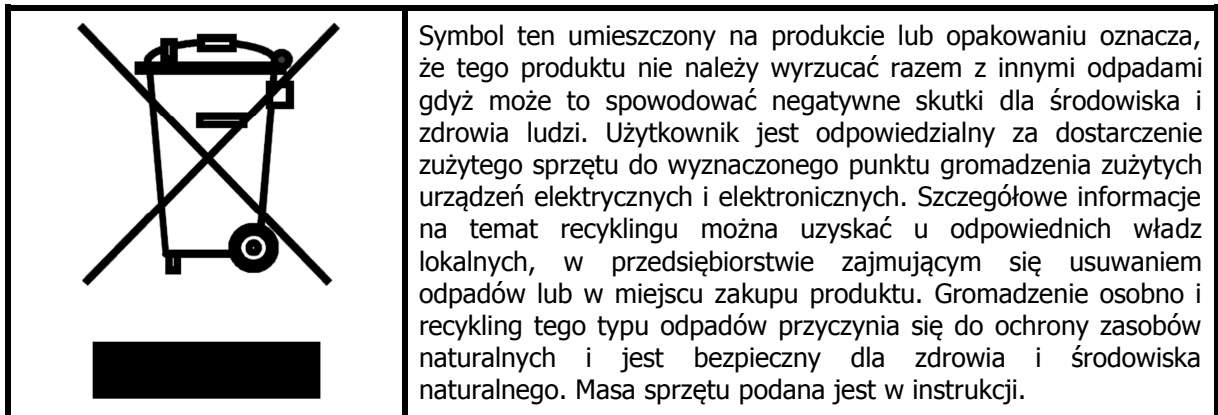 Symbol ten umieszczony na produkcie lub opakowaniu oznacza,
że tego produktu nie należy wyrzucać razem z innymi odpadami
gdyż może to spowodować negatywne skutki dla środowiska i
zdrowia ludzi. Użytkownik jest odpowiedzialny za dostarczenie
zużytego sprzętu do wyznaczonego punktu gromadzenia zużytych
urządzeń elektrycznych i elektronicznych. Szczegółowe informacje
na temat recyklingu można uzyskać u odpowiednich władz
lokalnych, w przedsiębiorstwie zajmującym się usuwaniem
odpadów lub w miejscu zakupu produktu. Gromadzenie osobno i
recykling tego typu odpadów przyczynia się do ochrony zasobów
naturalnych i jest bezpieczny dla zdrowia i środowiska
naturalnego. Masa sprzętu podana jest w instrukcji.